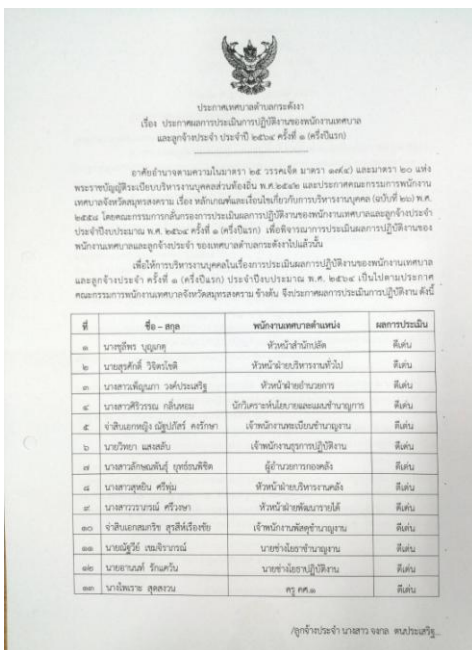 ประกาศเทศบาลตำบลกระดังงา
เรื่อง ประกาศผลการประเมินการปฏิบัติงานของพนักงานเทศบาล
และลูกจ้างประจำ ประจำปี ๒๕๖๔ ครั้งที่ ๑ (ครึ่งปีแรก)
อาศัยอำนาจตามความในมาตรา ๒๕ วรรคเจ็ด มาตรา ๑๙(๔) และมาตรา ๒๐ แห่ง
พระราชบัญญัติระเบียบบริหารงานบุคคลส่วนท้องถิ่น พ.ศ.๒๕๔๒ และประกาศคณะกรรมการพนักงาน
เทศบาลจังหวัดสมุทรสงคราม เรื่อง หลักเกณฑ์และเงื่อนไขเกี่ยวกับการบริหารงานบุคคล (ฉบับที่ ๒๖) พ.ศ.
๒๕๕๘ โดยคณะกรรมการกลั่นกรองการประเมินผลการปฏิบัติงานของพนักงานเทศบาลและลูกจ้างประจำ
ประจำปีงบประมาณ พ.ศ. ๒๕๖๔ ครั้งที่ ๑ (ครึ่งปีแรก) เพื่อพิจารณาการประเมินผลการปฏิบัติงานของ
พนักงานเทศบาลและลูกจ้างประจำ ของเทศบาลตำบลกระดังงาไปแล้วนั้น
เพื่อให้การบริหารงานบุคคลในเรื่องการประเมินผลการปฏิบัติงานของพนักงานเทศบาล
และลูกจ้างประจำ ครั้งที่ ๑ (ครึ่งปีแรก) ประจำปีงบประมาณ พ.ศ. ๒๕๖๔ เป็นไปตามประกาศ
คณะกรรมการพนักงานเทศบาลจังหวัดสมุทรสงคราม ข้างต้น จึงประกาศผลการประเมินการปฏิบัติงาน ดังนี้
ที่ ชื่อ – สกุล พนักงานเทศบาลตำแหน่ง ผลการประเมิน
๑ นางชุลีพร บุญเกตุ หัวหน้าสำนักปลัด ดีเด่น
๒ นายสุรศักดิ์ วิจิตรโชติ หัวหน้าฝ่ายบริหารงานทั่วไป ดีเด่น
๓ นางสาวเพ็ญนภา วงค์ประเสริฐ หัวหน้าฝ่ายอำนวยการ ดีเด่น
๔ นางสาวศิริวรรณ กลิ่นหอม นักวิเคราะห์นโยบายและแผนชำนาญการ ดีเด่น
๕ จ่าสิบเอกหญิง ณัฐปภัสร์ คงรักษา เจ้าพนักงานทะเบียนชำนาญงาน ดีเด่น
๖ นายวิทยา แสงสลับ เจ้าพนักงานธุรการปฏิบัติงาน ดีเด่น
๗ นางสาวลักษณพันธุ์ ยุทธ์ธนพิชิต ผู้อำนวยการกองคลัง ดีเด่น
๘ นางสาวสุหยิน ศรีพุ่ม หัวหน้าฝ่ายบริหารงานคลัง ดีเด่น
๙ นางสาววราภรณ์ ศรีวงษา หัวหน้าฝ่ายพัฒนารายได้ ดีเด่น
๑๐ จ่าสิบเอกสมเกริช สุรสีห์เรืองชัย เจ้าพนักงานพัสดุชำนาญงาน ดีเด่น
๑๑ นายณัฐวีย์ เขมจิราภรณ์ นายช่างโยธาชำนาญงาน ดีเด่น
๑๒ นายอานนท์ รักแคว้น นายช่างโยธาปฏิบัติงาน ดีเด่น
๑๓ นางไพเราะ สุดสงวน ครู คศ.๑ ดีเด่น
/ลูกจ้างประจำ นางสาว จงกล ตนประเสริฐ...